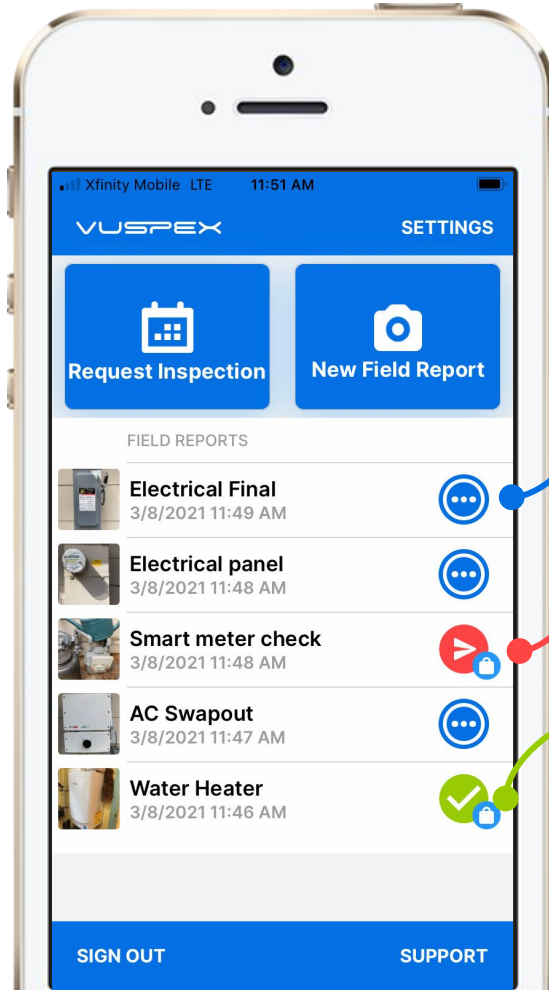 Xfinity Mobile LTE 11:51 AM
VUSPEX SETTINGS
Request Inspection
New Field Report
FIELD REPORTS
Electrical Final
3/8/2021 11:49 AM
Electrical panel
3/8/2021 11:48 AM
Smart meter check
3/8/2021 11:48 AM
AC Swapout
3/8/2021 11:47 AM
Water Heater
3/8/2021 11:46 AM
SIGN OUT SUPPORT